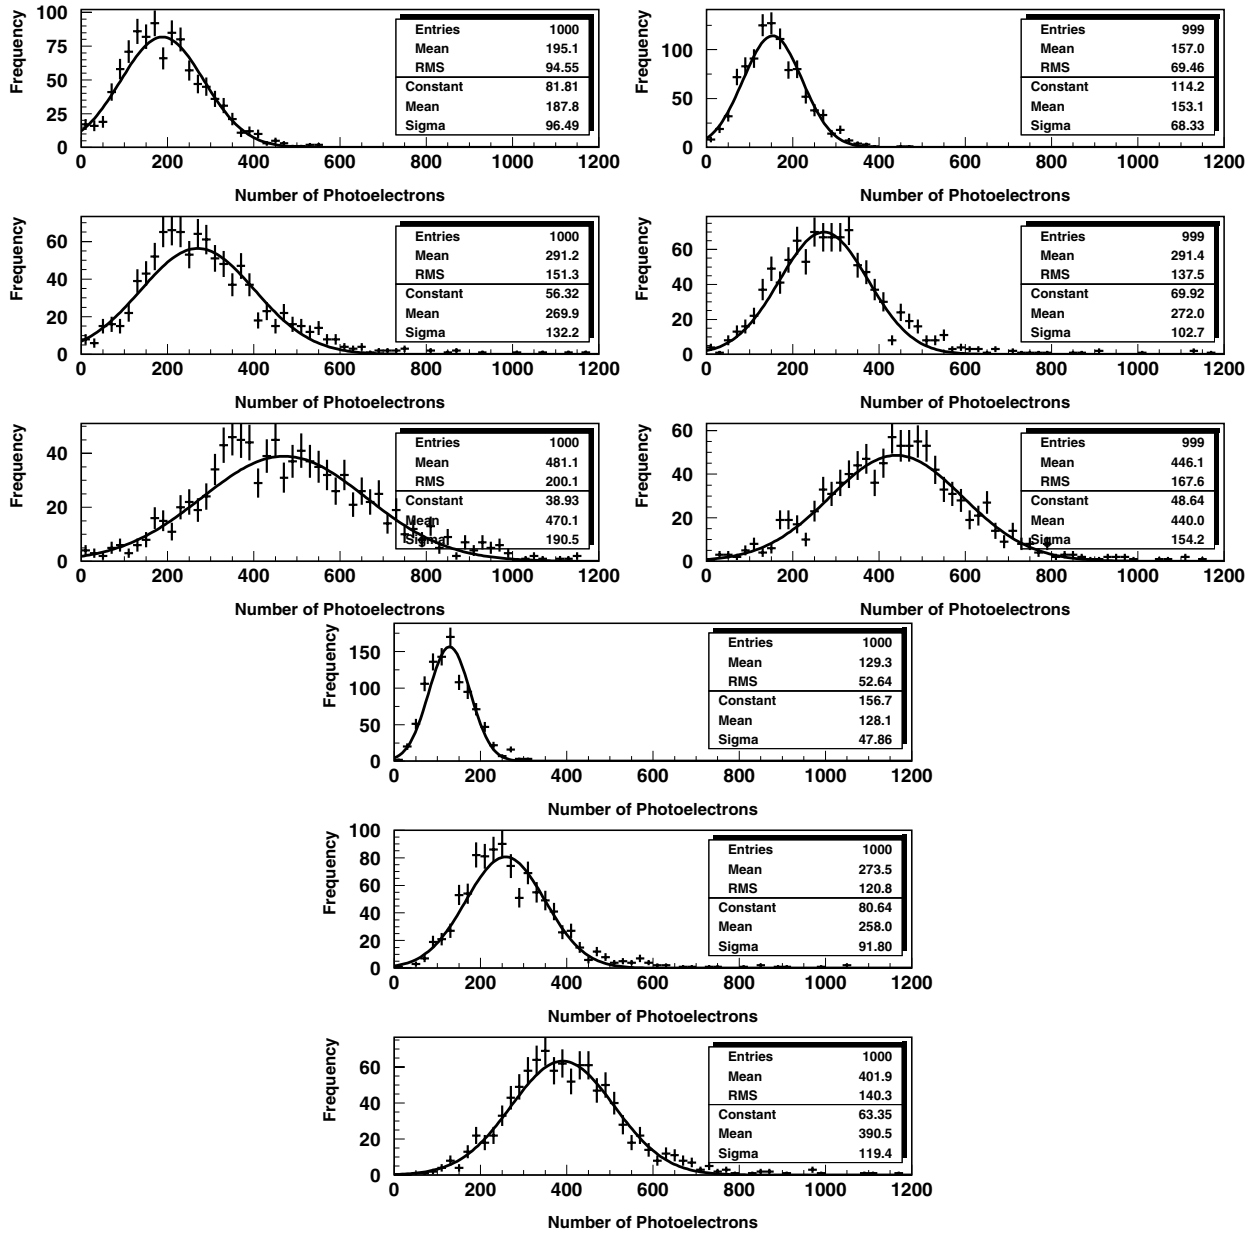 Frequency
100
75
50
25
0
0 200 400 600 800 1000 1200
Number of Photoelectrons
Entries 1000
Mean 195.1
RMS 94.55
Constant 81.81
Mean 187.8
Sigma 96.49
Frequency
100
50
0
0 200 400 600 800 1000 1200
Number of Photoelectrons
Entries 999
Mean 157.0
RMS 69.46
Constant 114.2
Mean 153.1
Sigma 68.33
Frequency
60
40
20
0
0 200 400 600 800 1000 1200
Number of Photoelectrons
Entries 1000
Mean 291.2
RMS 151.3
Constant 56.32
Mean 269.9
Sigma 132.2
Frequency
60
40
20
0
0 200 400 600 800 1000 1200
Number of Photoelectrons
Entries 999
Mean 291.4
RMS 137.5
Constant 69.92
Mean 272.0
Sigma 102.7
Frequency
40
20
0
0 200 400 600 800 1000 1200
Number of Photoelectrons
Entries 1000
Mean 481.1
RMS 200.1
Constant 38.93
Mean 470.1
Sigma 190.5
Frequency
60
40
20
0
0 200 400 600 800 1000 1200
Number of Photoelectrons
Entries 999
Mean 446.1
RMS 167.6
Constant 48.64
Mean 440.0
Sigma 154.2
Frequency
150
100
50
0
0 200 400 600 800 1000 1200
Number of Photoelectrons
Entries 1000
Mean 129.3
RMS 52.64
Constant 156.7
Mean 128.1
Sigma 47.86
Frequency
100
80
60
40
20
0
0 200 400 600 800 1000 1200
Number of Photoelectrons
Entries 1000
Mean 273.5
RMS 120.8
Constant 80.64
Mean 258.0
Sigma 91.80
Frequency
60
40
20
0
0 200 400 600 800 1000 1200
Number of Photoelectrons
Entries 1000
Mean 401.9
RMS 140.3
Constant 63.35
Mean 390.5
Sigma 119.4